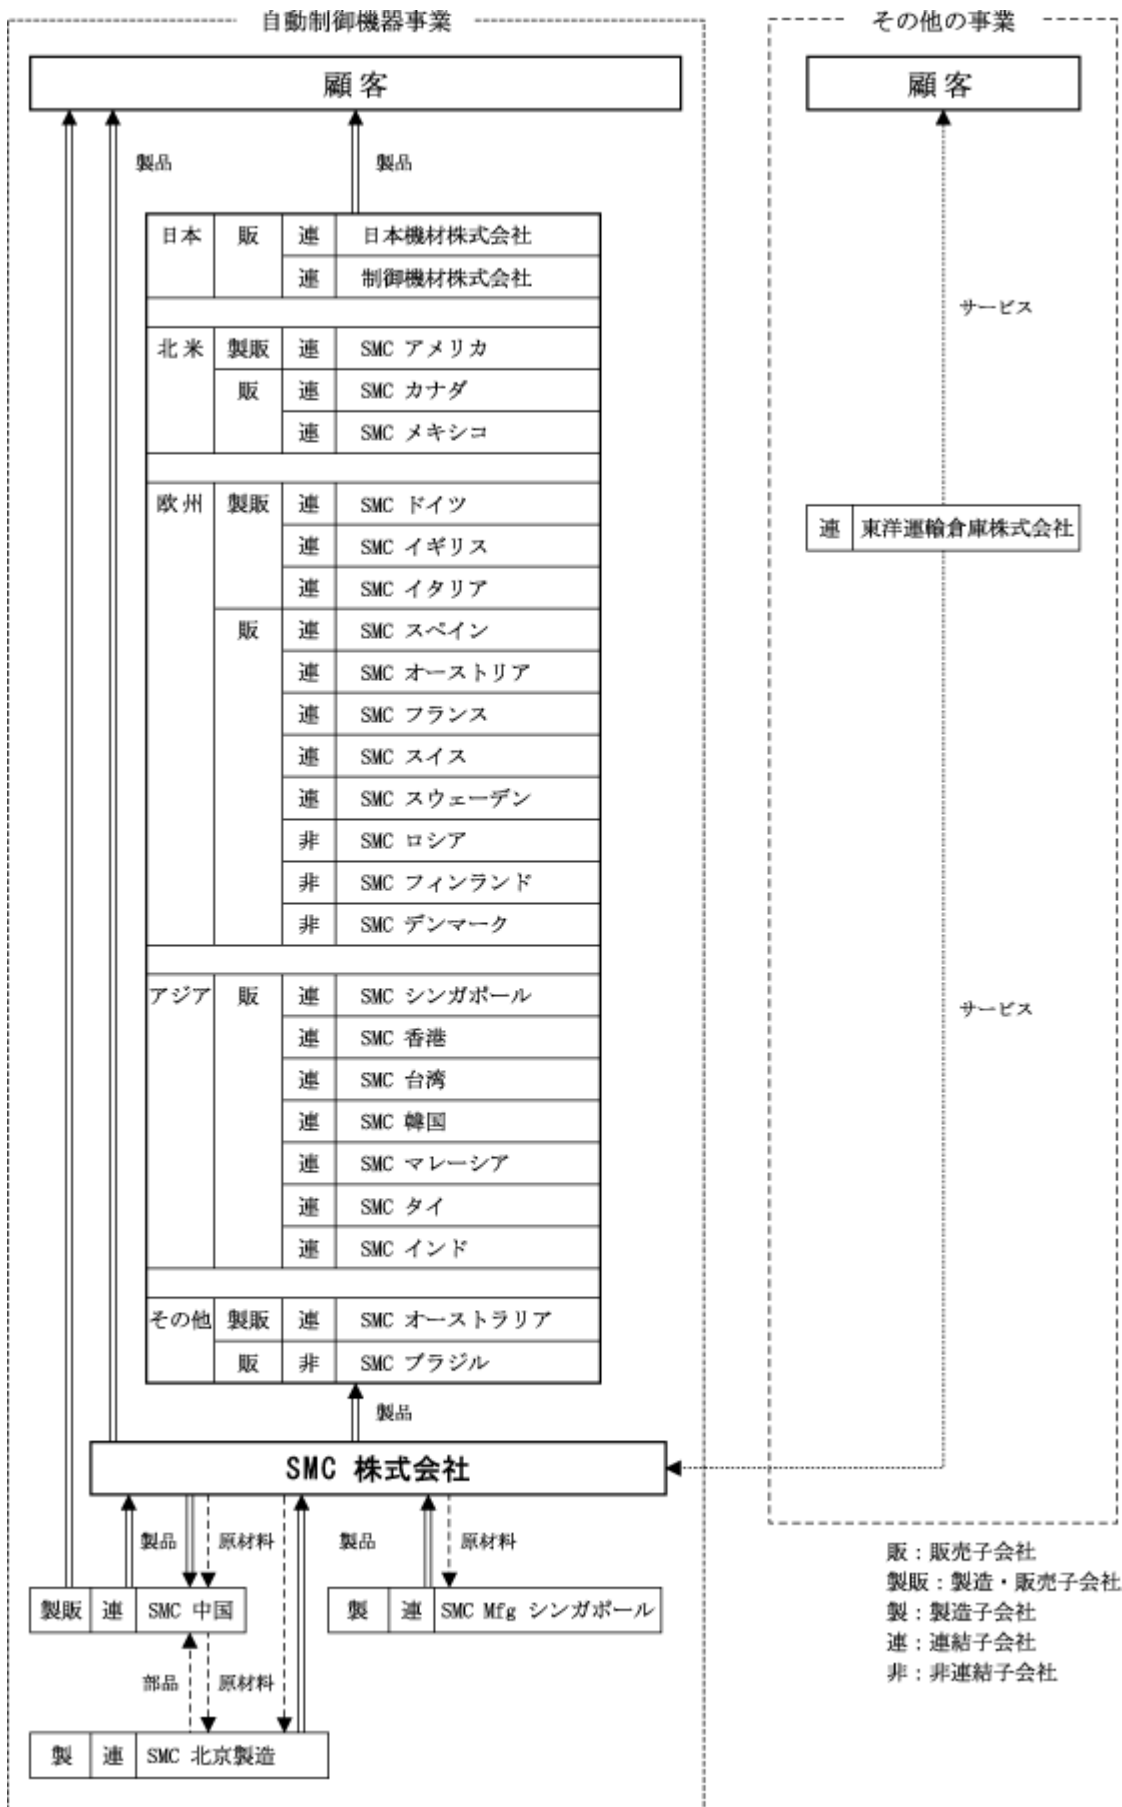 自動制御機器事業
顧客
製品
製品
日本 販 連 日本機材株式会社
連 制御機材株式会社
北米 製販 連 SMC アメリカ
販 連 SMC カナダ
連 SMC メキシコ
欧州 製販 連 SMC ドイツ
連 SMC イギリス
連 SMC イタリア
販 連 SMC スペイン
連 SMC オーストリア
連 SMC フランス
連 SMC スイス
連 SMC スウェーデン
非 SMC ロシア
非 SMC フィンランド
非 SMC デンマーク
アジア 販 連 SMC シンガポール
連 SMC 香港
連 SMC 台湾
連 SMC 韓国
連 SMC マレーシア
連 SMC タイ
連 SMC インド
その他 製販 連 SMC オーストラリア
販 非 SMC ブラジル
製品
SMC 株式会社
製品 原材料 製品 原材料
製販 連 SMC 中国
製 連 SMC Mfg シンガポール
部品 原材料
製 連 SMC 北京製造
その他の事業
顧客
サービス
連 東洋運輸倉庫株式会社
サービス
販：販売子会社
製販：製造・販売子会社
製：製造子会社
連：連結子会社
非：非連結子会社